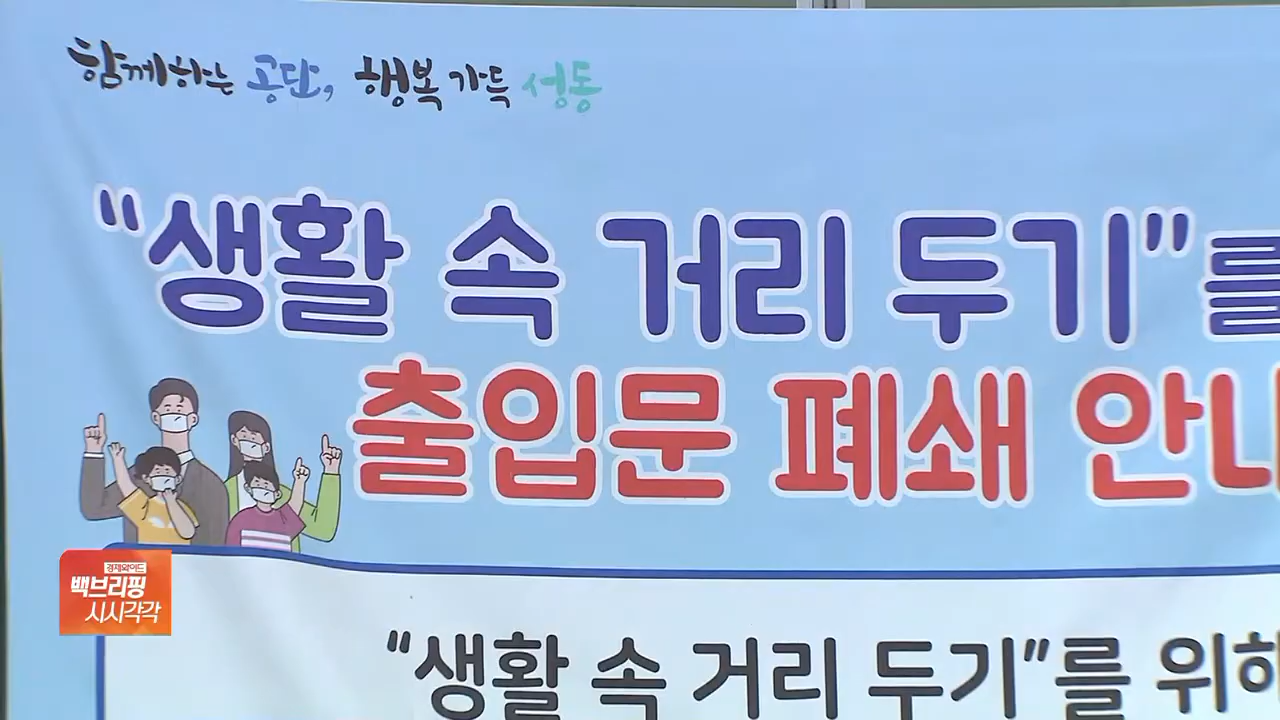 함께하는 공단, 행복 가득 성동
"생활 속 거리 두기"를
출입문 폐쇄 안
경제와이드
백브리핑
시시각각
"생활 속 거리 두기"를 위해